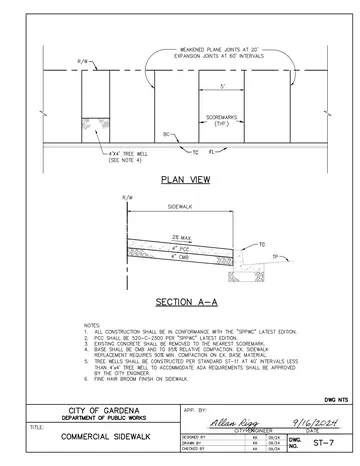 WEAKENED PLANE JOINTS AT 20'
EXPANSION JOINTS AT 60' INTERVALS
R/W
5'
SCOREMARKS
(TYP.)
BC
4'X4' TREE WELL
(SEE NOTE 4)
TC
FL
PLAN VIEW
R/W
SIDEWALK
2% MAX.
4" PCC
4" CMB
TC
TP
SECTION A-A
NOTES:
1. ALL CONSTRUCTION SHALL BE IN CONFORMANCE WITH THE "SPPWC" LATEST EDITION.
2. PCC SHALL BE 520-C-2500 PER "SPPWC" LATEST EDITION.
3. EXISTING CONCRETE SHALL BE REMOVED TO THE NEAREST SCOREMARK.
4. BASE SHALL BE CMB AND TO 95% RELATIVE COMPACTION. EX. SIDEWALK
REPLACEMENT REQUIRES 90% MIN. COMPACTION ON EX. BASE MATERIAL.
5. TREE WELLS SHALL BE CONSTRUCTED PER STANDARD ST-11 AT 40' INTERVALS LESS
THAN 4'x4' TREE WELL TO ACCOMMODATE ADA REQUIREMENTS SHALL BE APPROVED
BY THE CITY ENGINEER.
6. FINE HAIR BROOM FINISH ON SIDEWALK.
DWG NTS
CITY OF GARDENA
DEPARTMENT OF PUBLIC WORKS
APP. BY:
Allan Rigg
9/16/2024
CITY ENGINEER
DATE
TITLE:
COMMERCIAL SIDEWALK
DESIGNED BY KK 09/24
DRAWN BY KK 09/24
CHECKED BY KK 09/24
DWG.
NO.
ST-7